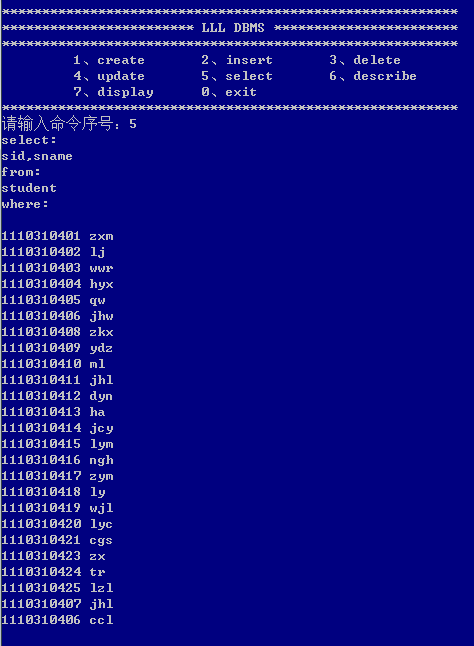 *********************************************************
************************ LLL DBMS ***********************
*********************************************************
1、create 2、insert 3、delete
4、update 5、select 6、describe
7、display 0、exit
*********************************************************
请输入命令序号：5
select:
sid,sname
from:
student
where:
1110310401 zxm
1110310402 lj
1110310403 wwr
1110310404 hyx
1110310405 qw
1110310406 jhw
1110310408 zkx
1110310409 ydz
1110310410 ml
1110310411 jhl
1110310412 dyn
1110310413 ha
1110310414 jcy
1110310415 lym
1110310416 ngh
1110310417 zym
1110310418 ly
1110310419 wjl
1110310420 lyc
1110310421 cgs
1110310423 zx
1110310424 tr
1110310425 lzl
1110310407 jhl
1110310406 ccl